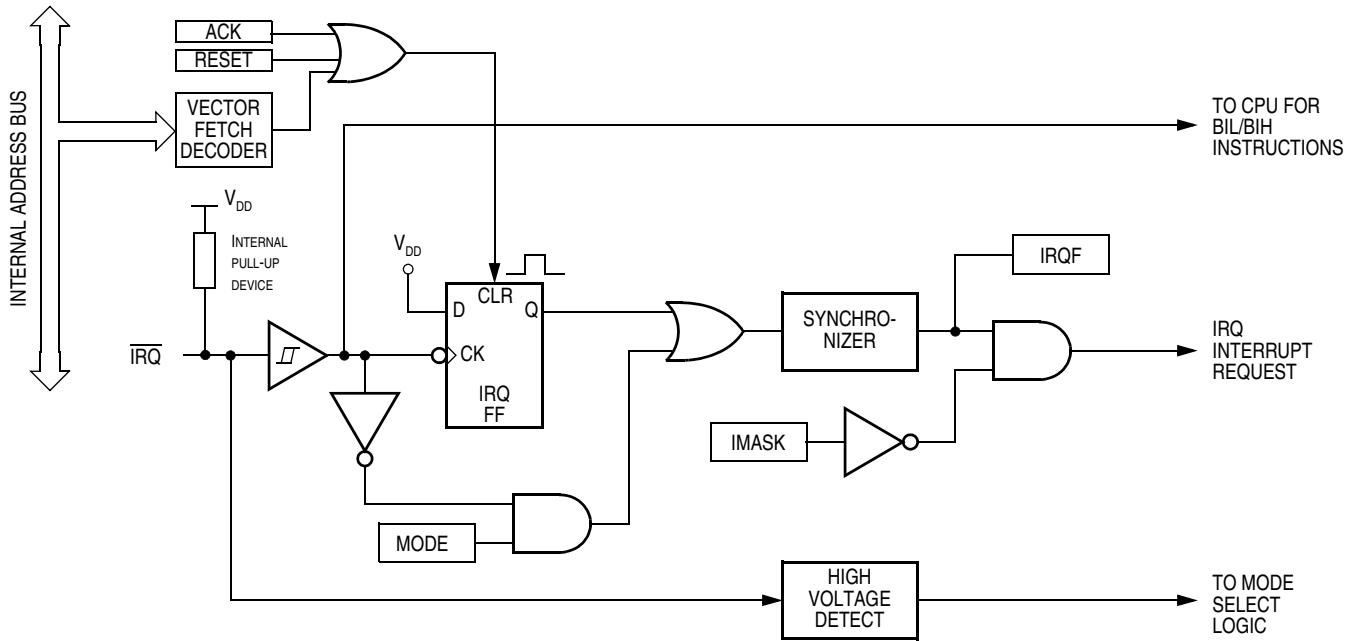 INTERNAL ADDRESS BUS
ACK
RESET
VECTOR
FETCH
DECODER
TO CPU FOR
BIL/BIH
INSTRUCTIONS
VDD
INTERNAL
PULL-UP
DEVICE
VDD
CLR
D
Q
CK
IRQ
FF
IRQ
SYNCHRO-
NIZER
IRQF
IRQ
INTERRUPT
REQUEST
IMASK
MODE
HIGH
VOLTAGE
DETECT
TO MODE
SELECT
LOGIC